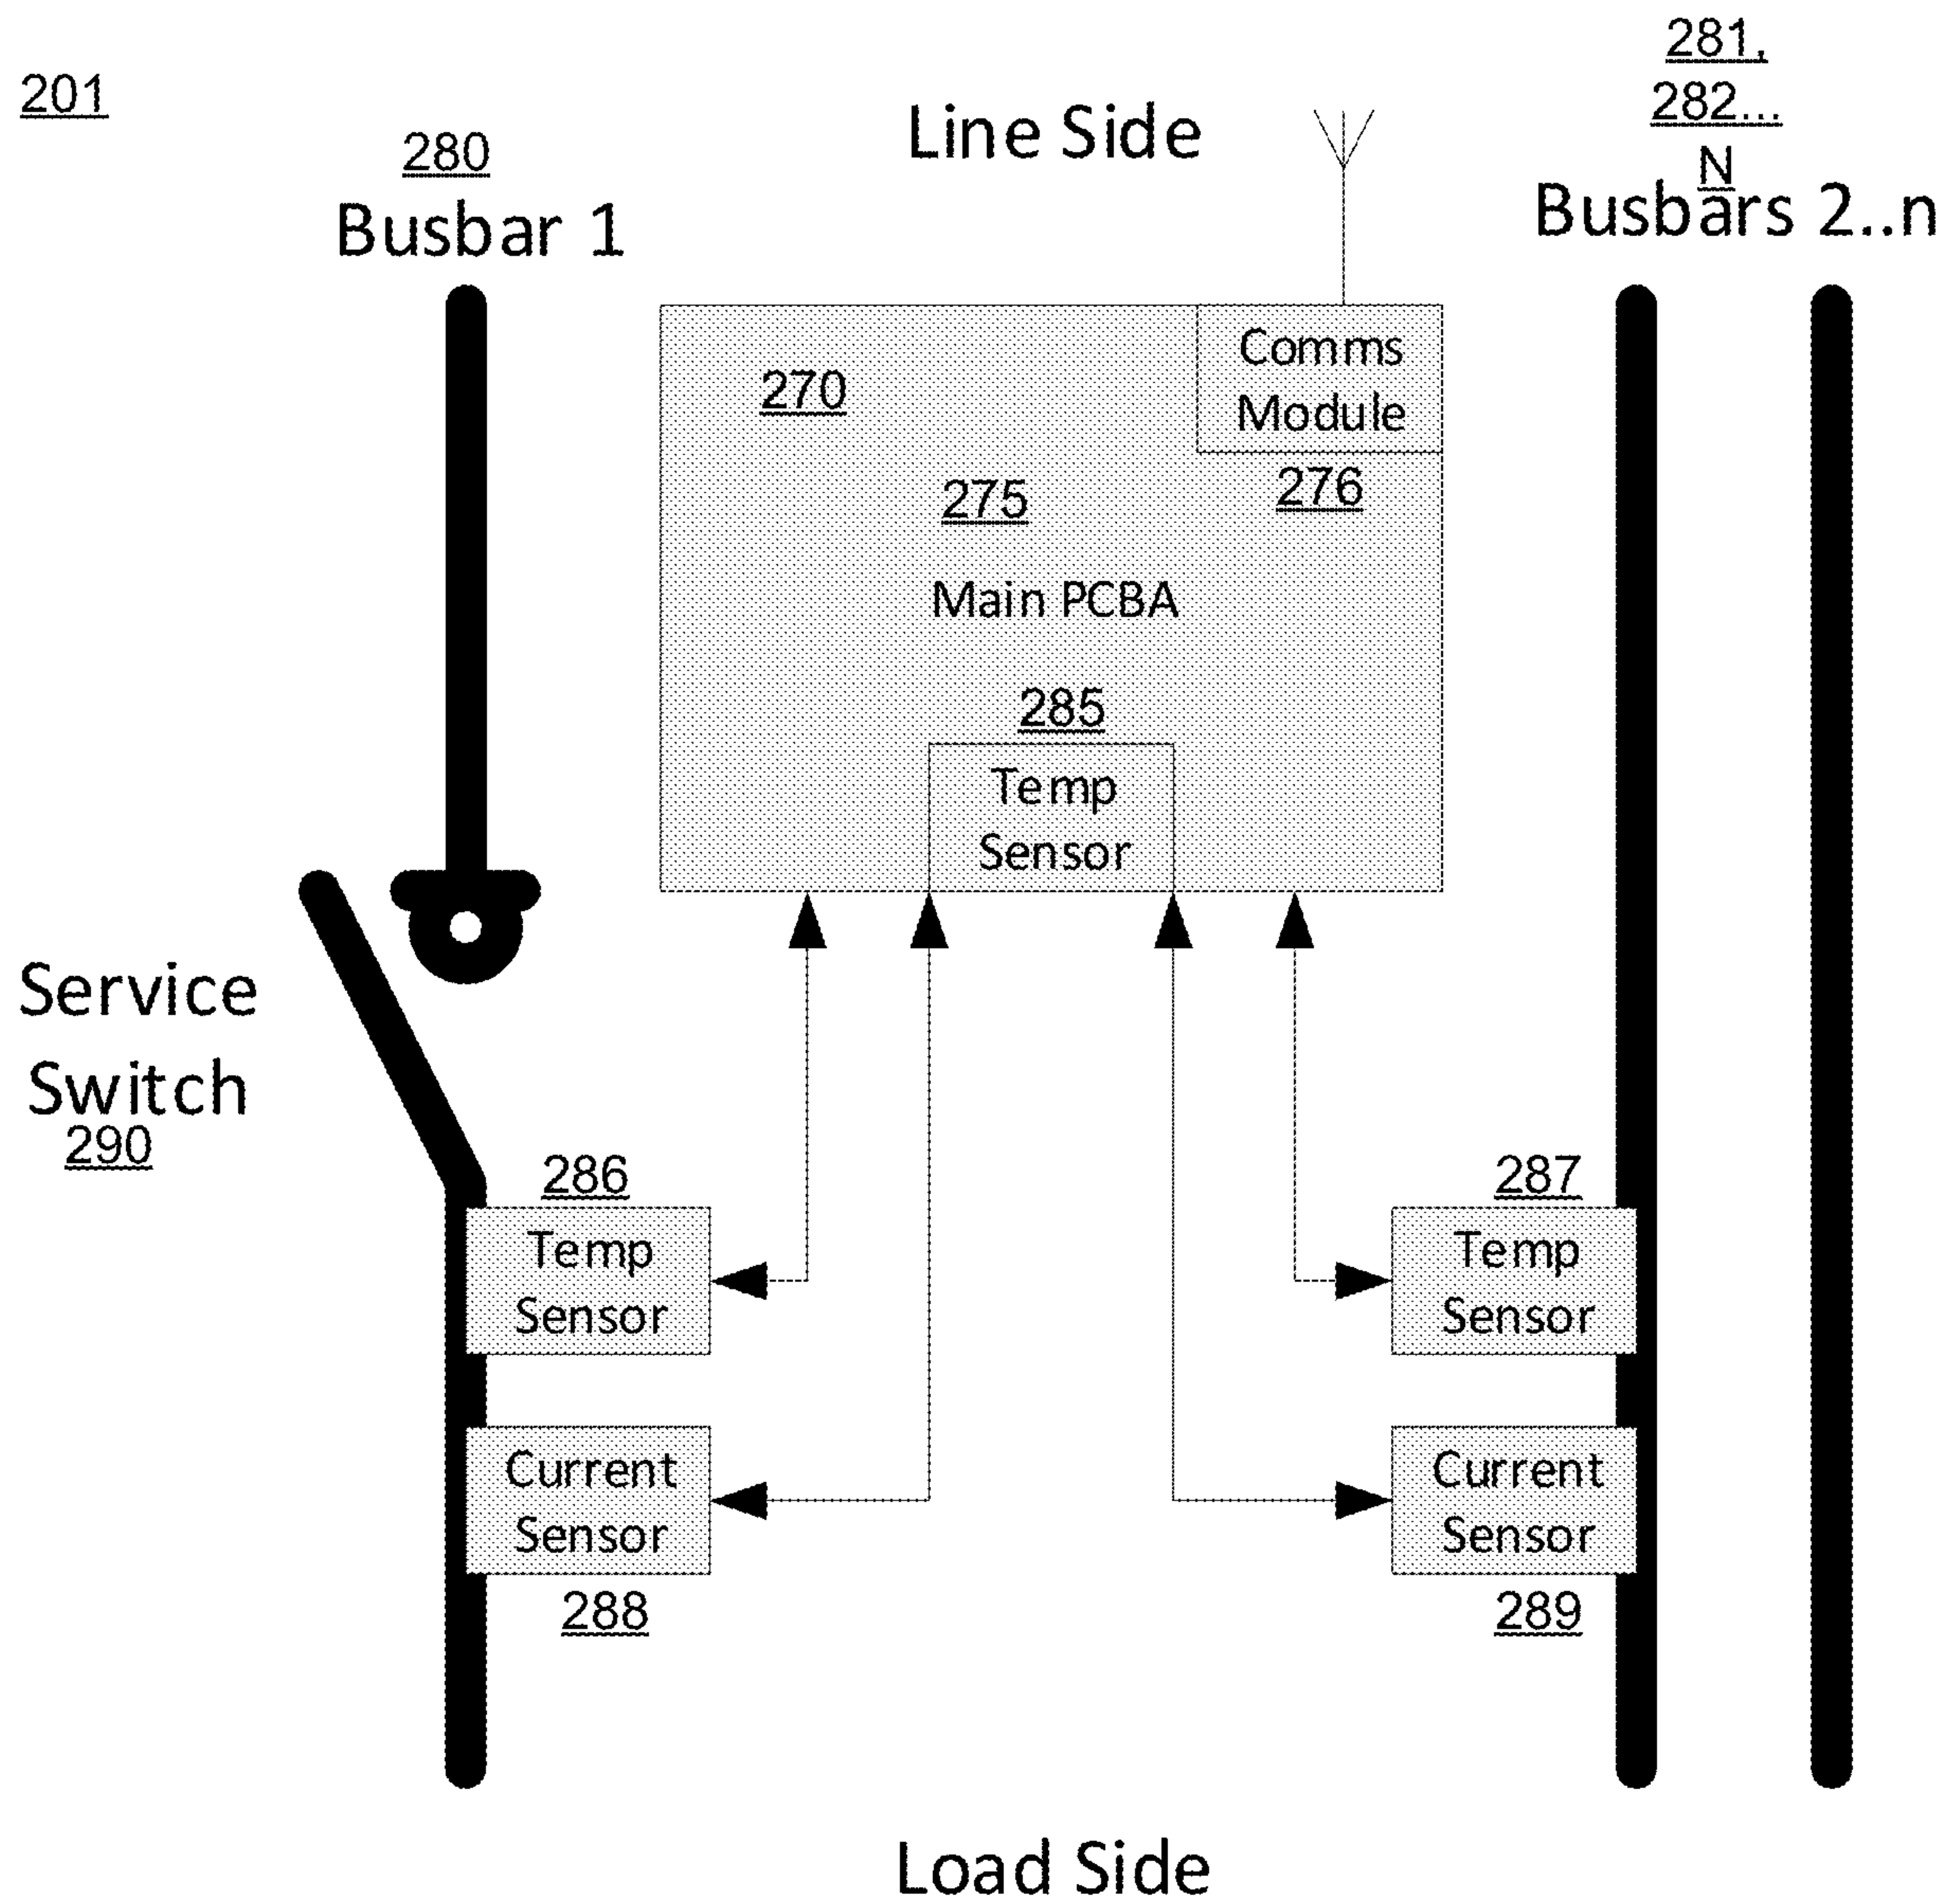 201
281,
282...
N
280
Line Side
Busbar 1
Busbars 2..n
Comms
Module
270
276
275
Main PCBA
285
Temp
Sensor
Service
Switch
290
286
Temp
Sensor
287
Temp
Sensor
Current
Sensor
288
Current
Sensor
289
Load Side